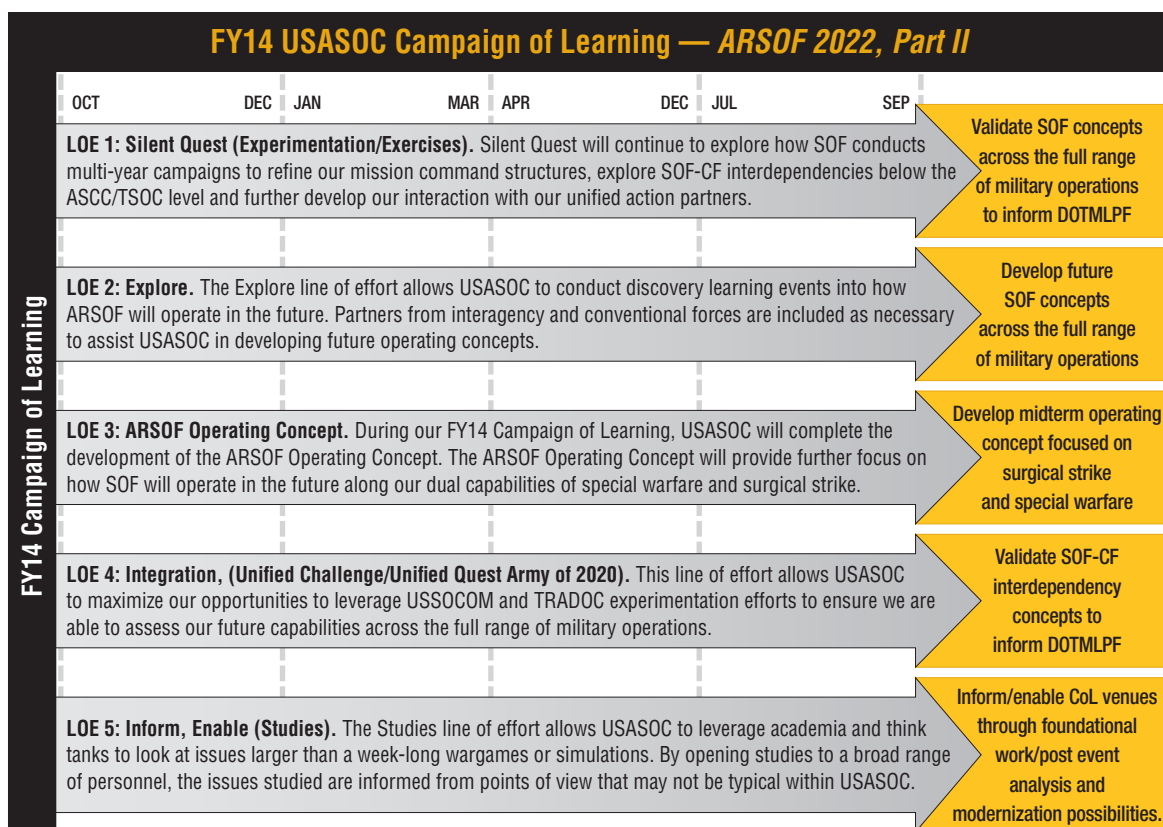 FY14 USASOC Campaign of Learning — ARSOF 2022, Part II
OCT DEC JAN MAR APR DEC JUL SEP
FY14 Campaign of Learning
LOE 1: Silent Quest (Experimentation/Exercises). Silent Quest will continue to explore how SOF conducts
multi-year campaigns to refine our mission command structures, explore SOF-CF interdependencies below the
ASCC/TSOC level and further develop our interaction with our unified action partners.
Validate SOF concepts
across the full range
of military operations
to inform DOTMLPF
LOE 2: Explore. The Explore line of effort allows USASOC to conduct discovery learning events into how
ARSOF will operate in the future. Partners from interagency and conventional forces are included as necessary
to assist USASOC in developing future operating concepts.
Develop future
SOF concepts
across the full range
of military operations
LOE 3: ARSOF Operating Concept. During our FY14 Campaign of Learning, USASOC will complete the
development of the ARSOF Operating Concept. The ARSOF Operating Concept will provide further focus on
how SOF will operate in the future along our dual capabilities of special warfare and surgical strike.
Develop midterm operating
concept focused on
surgical strike
and special warfare
LOE 4: Integration, (Unified Challenge/Unified Quest Army of 2020). This line of effort allows USASOC
to maximize our opportunities to leverage USSOCOM and TRADOC experimentation efforts to ensure we are
able to assess our future capabilities across the full range of military operations.
Validate SOF-CF
interdependency
concepts to
inform DOTMLPF
LOE 5: Inform, Enable (Studies). The Studies line of effort allows USASOC to leverage academia and think
tanks to look at issues larger than a week-long wargames or simulations. By opening studies to a broad range
of personnel, the issues studied are informed from points of view that may not be typical within USASOC.
Inform/enable CoL venues
through foundational
work/post event
analysis and
modernization possibilities.